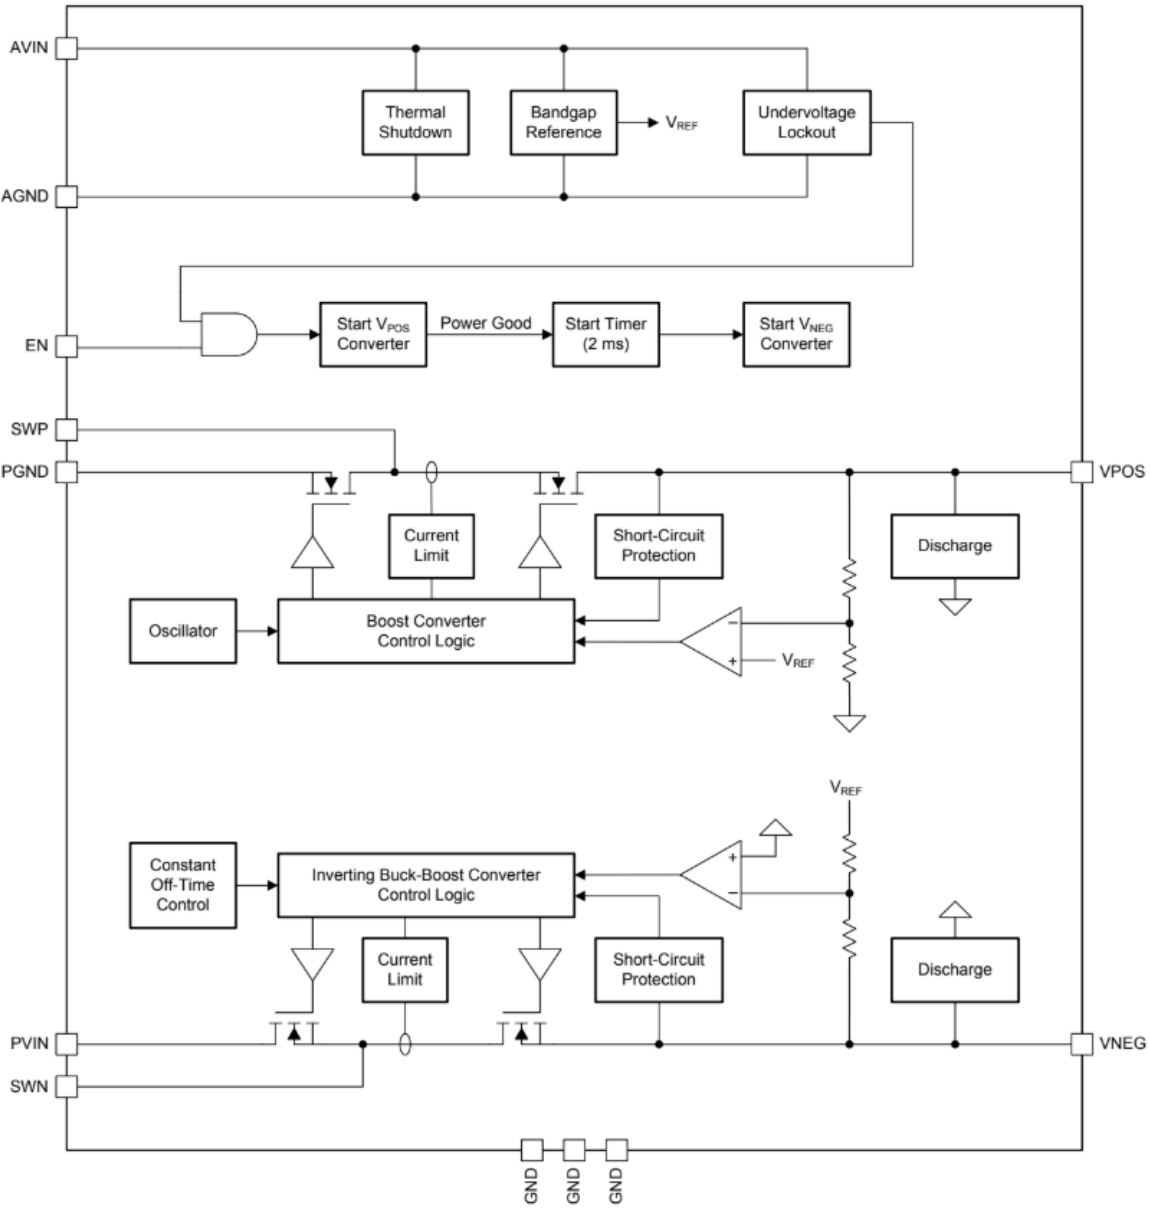 AVIN
Thermal
Shutdown
Bandgap
Reference
VREF
Undervoltage
Lockout
AGND
EN
Start VPOS
Converter
Power Good
Start Timer
(2 ms)
Start VNEG
Converter
SWP
PGND
VPOS
Current
Limit
Short-Circuit
Protection
Discharge
Oscillator
Boost Converter
Control Logic
−
+
VREF
VREF
Constant
Off-Time
Control
Inverting Buck-Boost Converter
Control Logic
+
−
Current
Limit
Short-Circuit
Protection
Discharge
PVIN
VNEG
SWN
GND
GND
GND